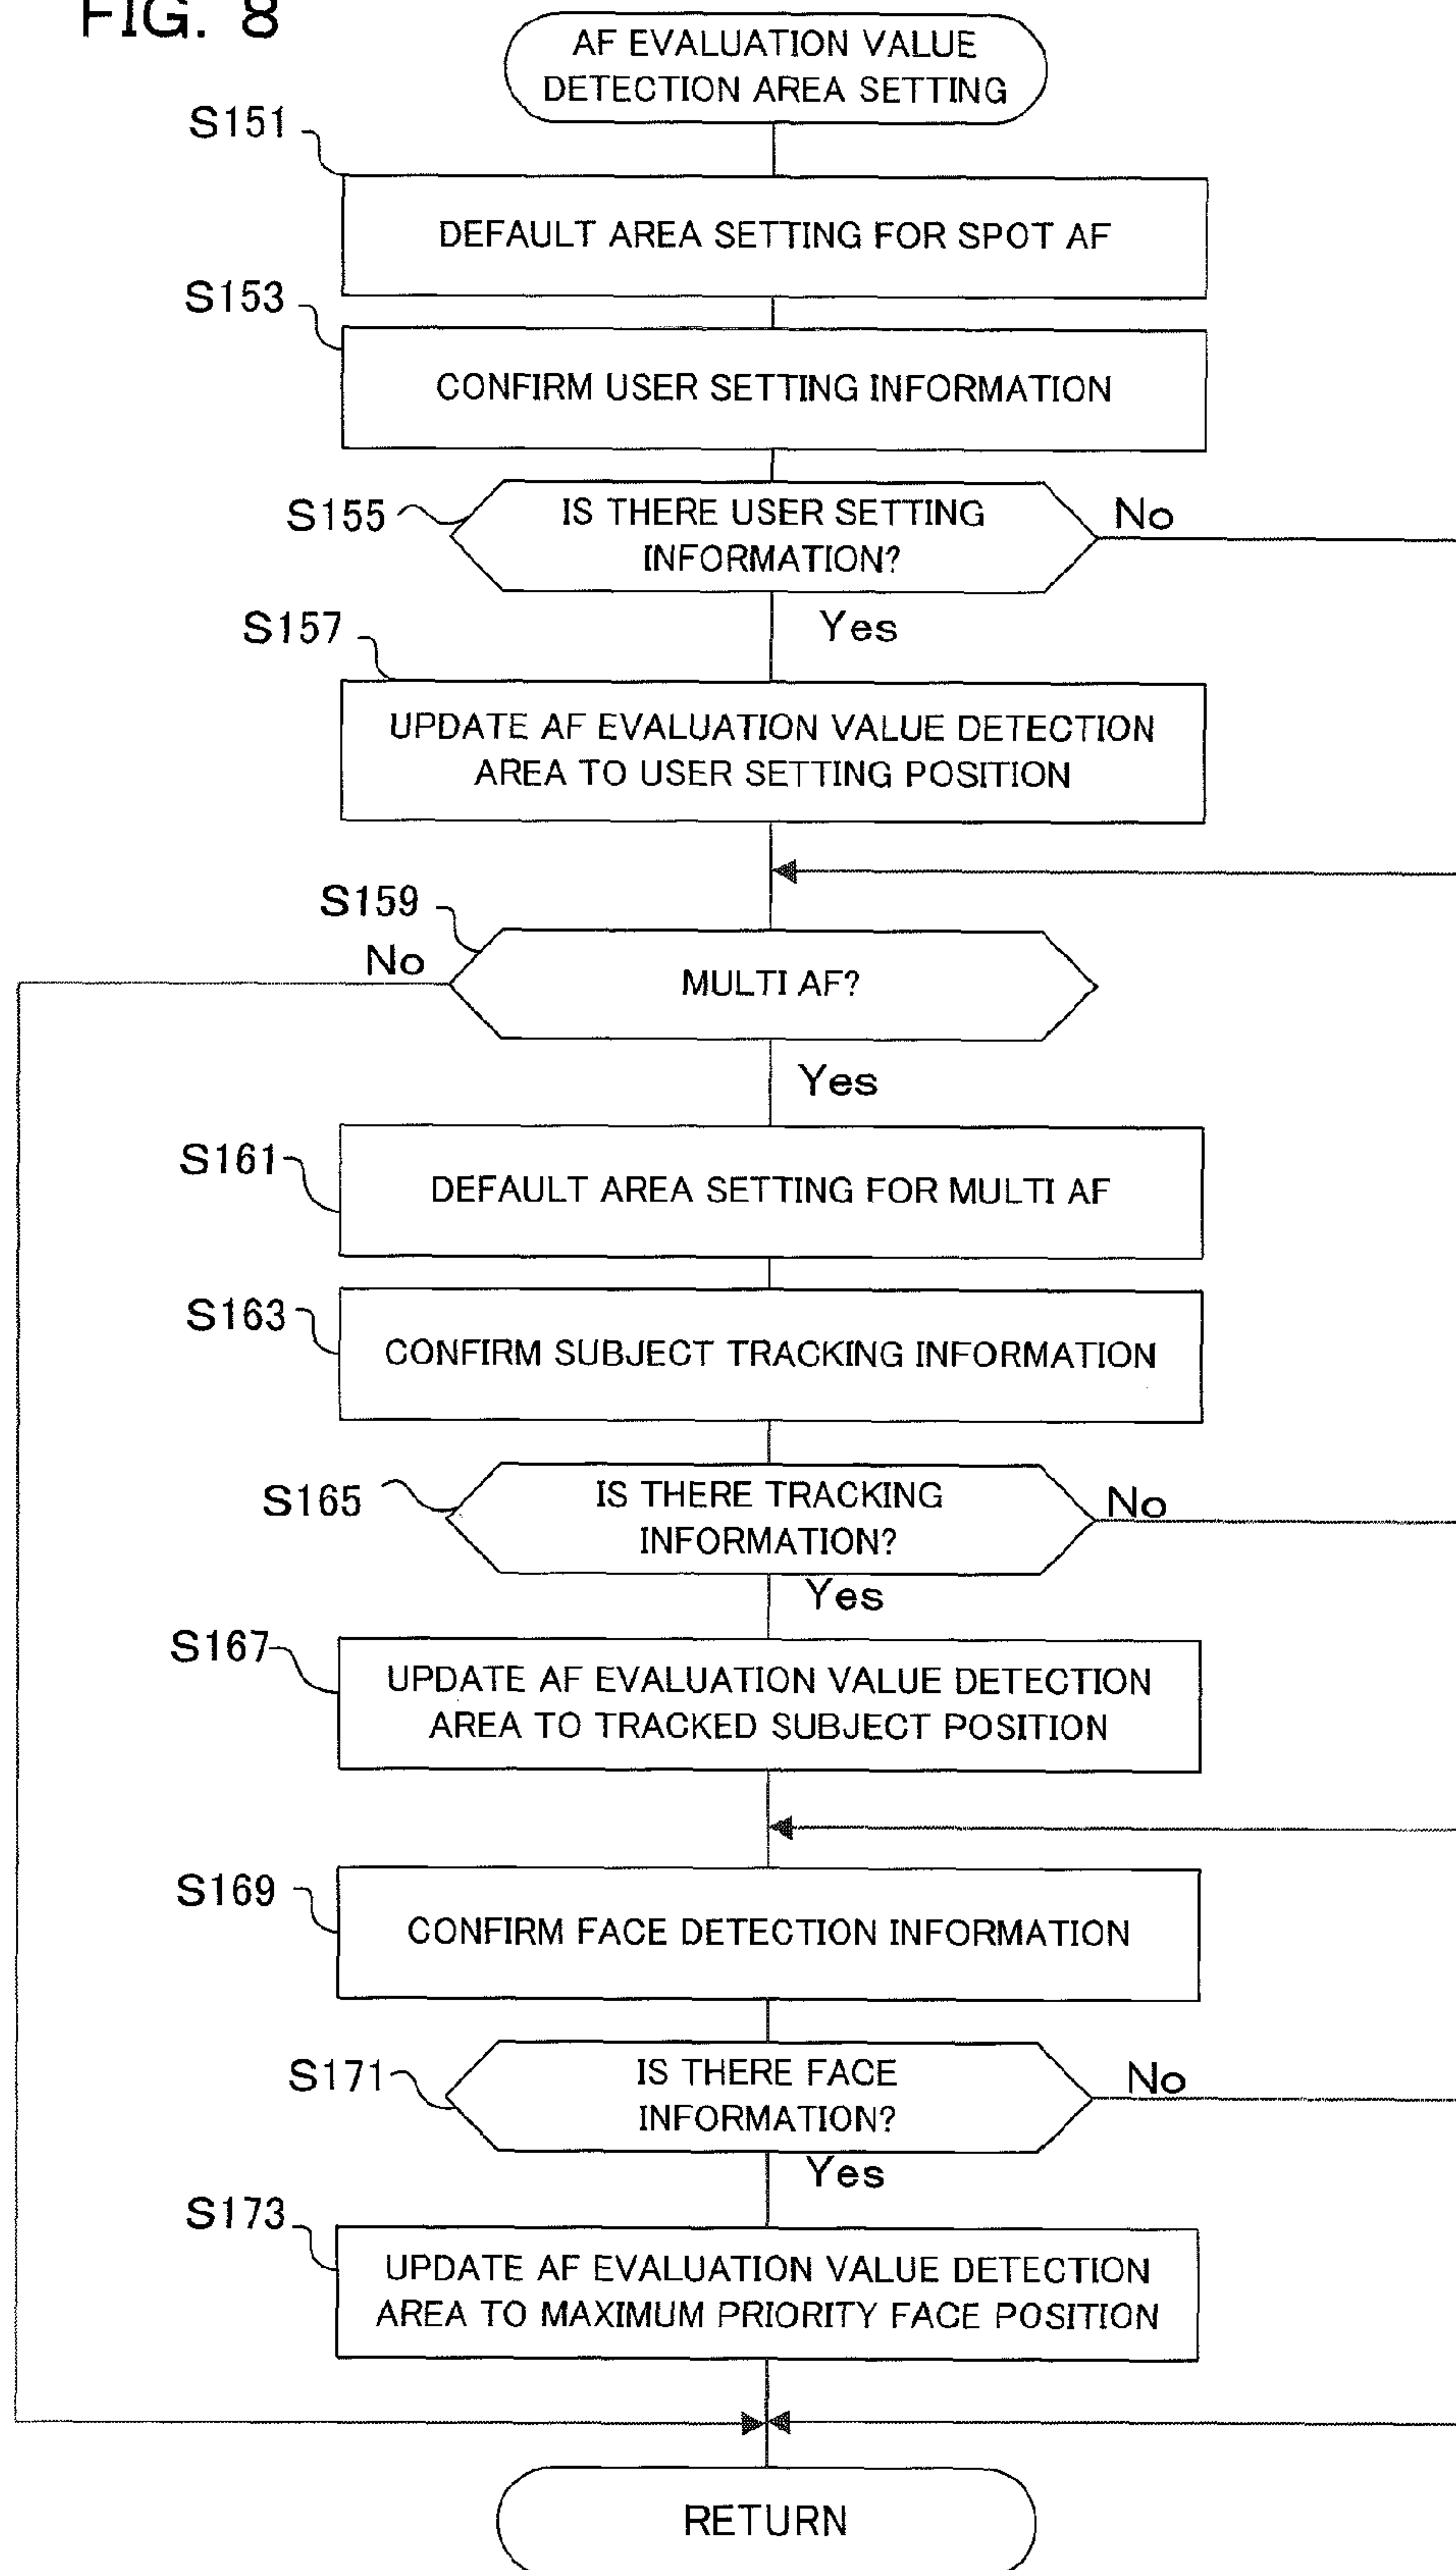 FIG. 8
AF EVALUATION VALUE
DETECTION AREA SETTING
S151
DEFAULT AREA SETTING FOR SPOT AF
S153
CONFIRM USER SETTING INFORMATION
S155
IS THERE USER SETTING
INFORMATION?
No
Yes
S157
UPDATE AF EVALUATION VALUE DETECTION
AREA TO USER SETTING POSITION
S159
No
MULTI AF?
Yes
S161
DEFAULT AREA SETTING FOR MULTI AF
S163
CONFIRM SUBJECT TRACKING INFORMATION
S165
IS THERE TRACKING
INFORMATION?
No
Yes
S167
UPDATE AF EVALUATION VALUE DETECTION
AREA TO TRACKED SUBJECT POSITION
S169
CONFIRM FACE DETECTION INFORMATION
S171
IS THERE FACE
INFORMATION?
No
Yes
S173
UPDATE AF EVALUATION VALUE DETECTION
AREA TO MAXIMUM PRIORITY FACE POSITION
RETURN